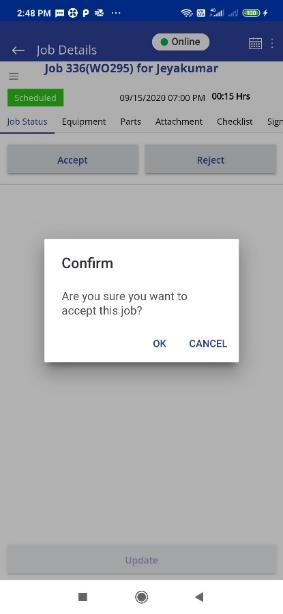 2:48 PM
Job Details
Online
Job 336(WO295) for Jeyakumar
Scheduled
09/15/2020 07:00 PM 00:15 Hrs
Job Status Equipment Parts Attachment Checklist Sign
Accept Reject
Confirm
Are you sure you want to
accept this job?
OK CANCEL
Update